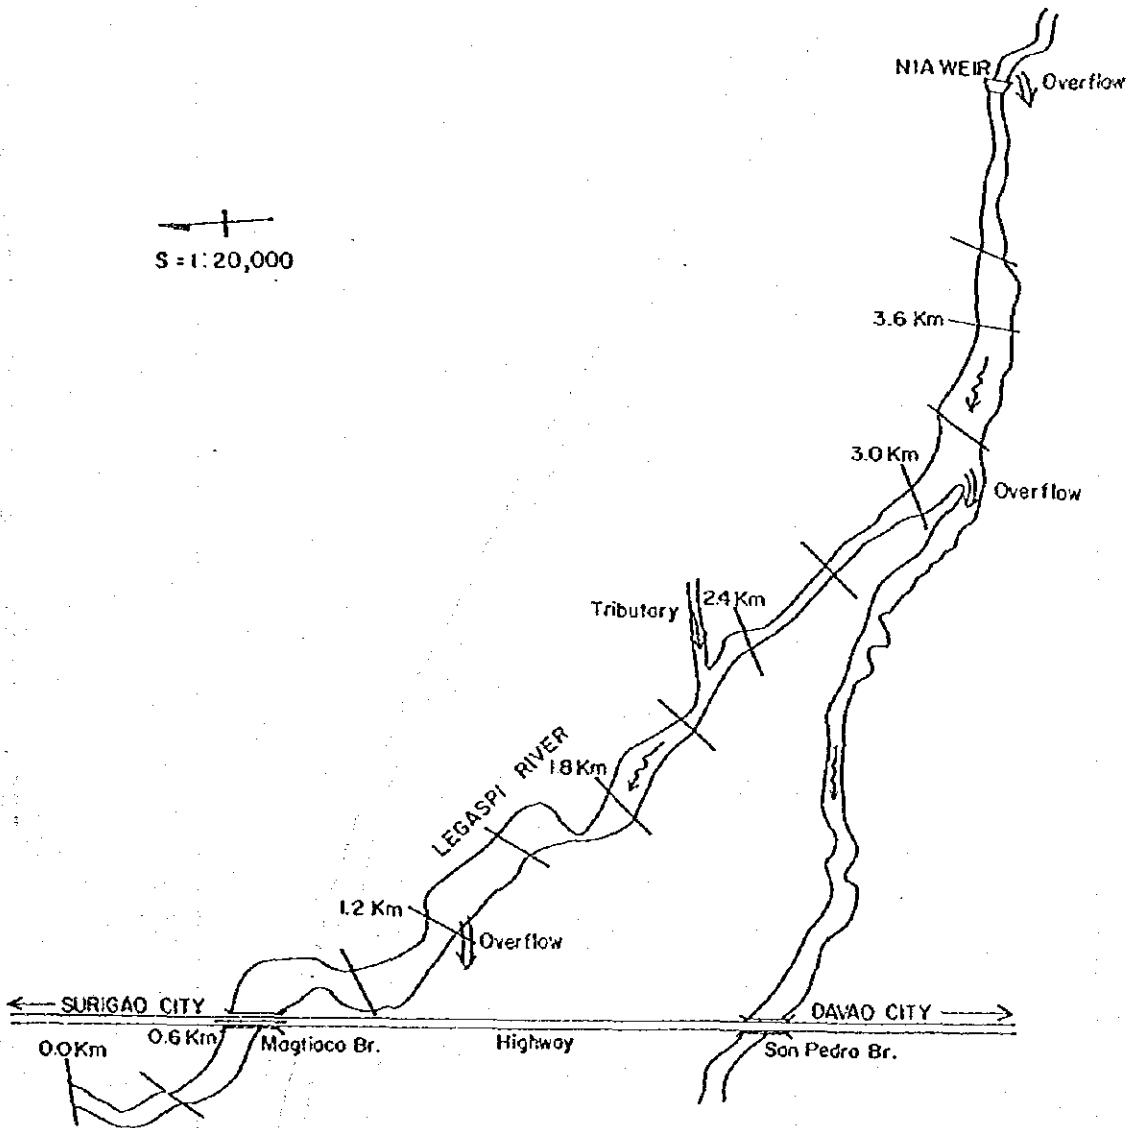 NIA WEIR
Overflow
S = 1:20,000
3.6 Km
3.0 Km
Overflow
Tributary
2.4 Km
LEGASPI RIVER
1.8 Km
1.2 Km
Overflow
SURIGAO CITY
DAVAO CITY
0.6 Km
Magtiaco Br.
Highway
San Pedro Br.
0.0 Km